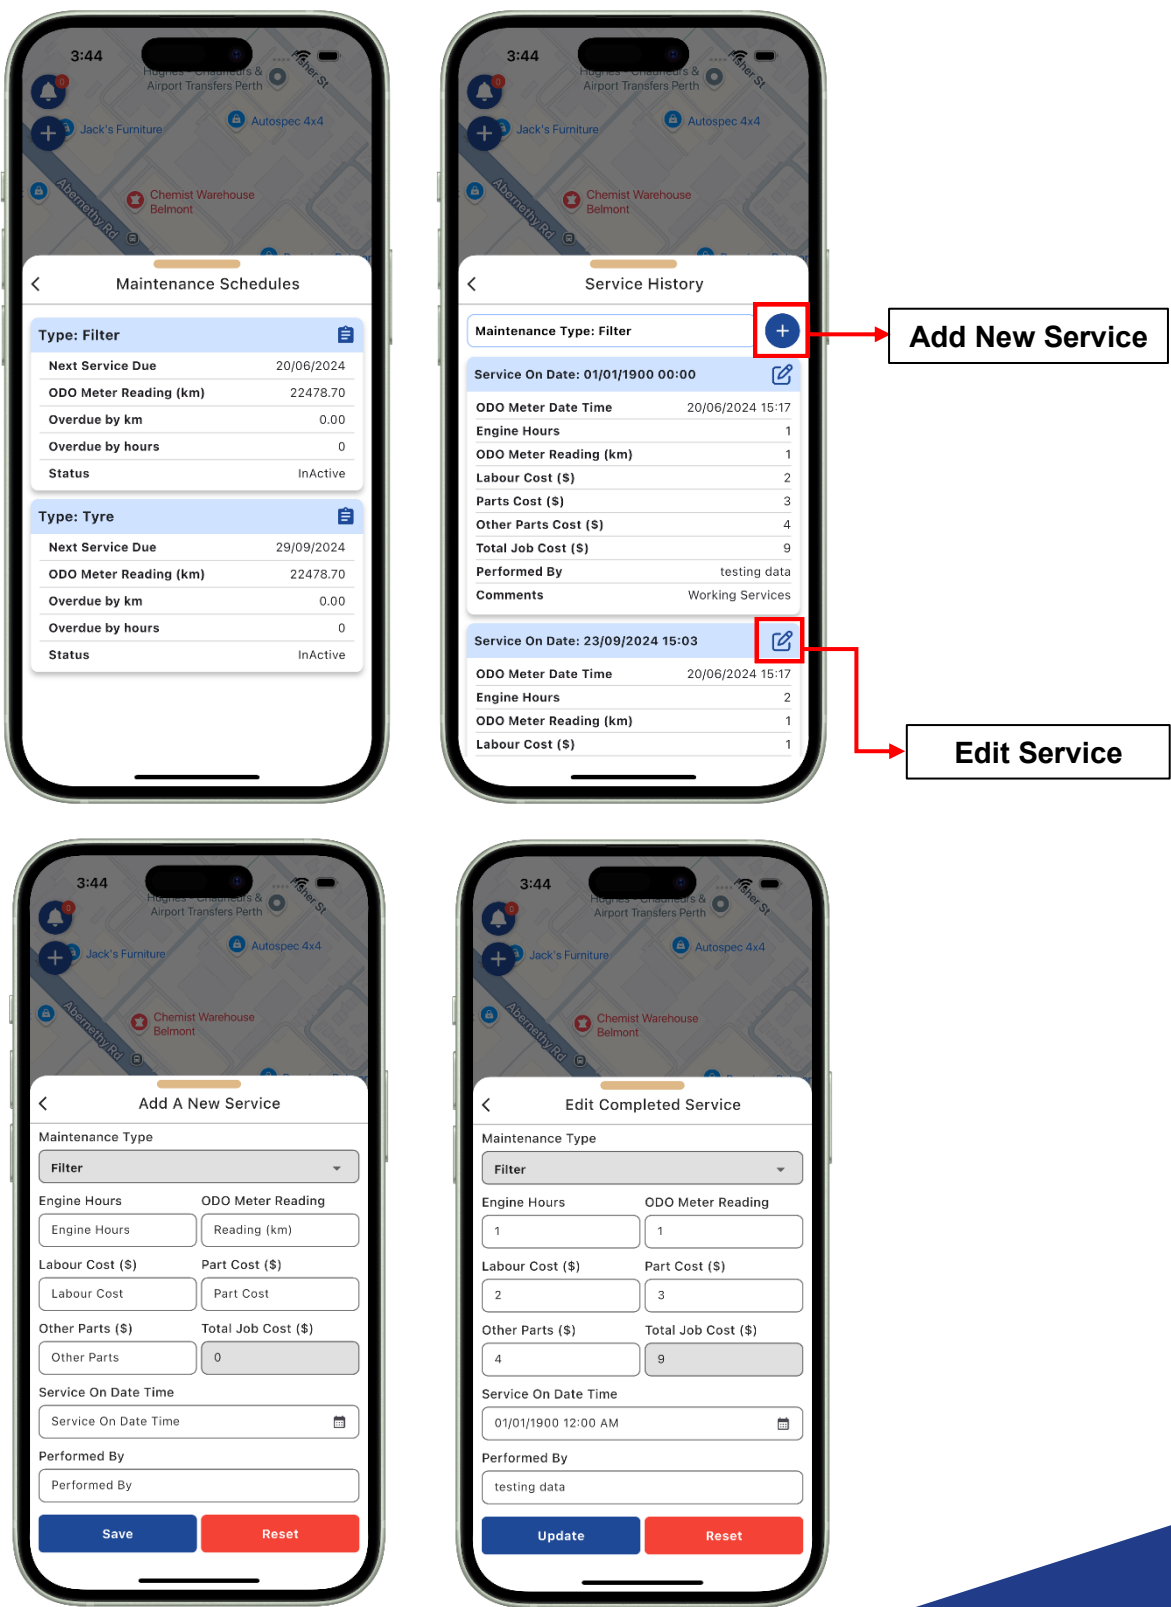 3:44
Hughes - Chauffeurs &
Airport Transfers Perth
Fisher St
0
Jack's Furniture
Autospec 4x4
Abernethy Rd
Chemist Warehouse
Belmont
Maintenance Schedules
Type: Filter
Next Service Due 20/06/2024
ODO Meter Reading (km) 22478.70
Overdue by km 0.00
Overdue by hours 0
Status InActive
Type: Tyre
Next Service Due 29/09/2024
ODO Meter Reading (km) 22478.70
Overdue by km 0.00
Overdue by hours 0
Status InActive
3:44
Hughes - Chauffeurs &
Airport Transfers Perth
Fisher St
0
Jack's Furniture
Autospec 4x4
Abernethy Rd
Chemist Warehouse
Belmont
Service History
Maintenance Type: Filter
Service On Date: 01/01/1900 00:00
ODO Meter Date Time 20/06/2024 15:17
Engine Hours 1
ODO Meter Reading (km) 1
Labour Cost ($) 2
Parts Cost ($) 3
Other Parts Cost ($) 4
Total Job Cost ($) 9
Performed By testing data
Comments Working Services
Service On Date: 23/09/2024 15:03
ODO Meter Date Time 20/06/2024 15:17
Engine Hours 2
ODO Meter Reading (km) 1
Labour Cost ($) 1
Add New Service
Edit Service
3:44
Hughes - Chauffeurs &
Airport Transfers Perth
Fisher St
0
Jack's Furniture
Autospec 4x4
Abernethy Rd
Chemist Warehouse
Belmont
Add A New Service
Maintenance Type
Filter
Engine Hours ODO Meter Reading
Engine Hours Reading (km)
Labour Cost ($) Part Cost ($)
Labour Cost Part Cost
Other Parts ($) Total Job Cost ($)
Other Parts 0
Service On Date Time
Service On Date Time
Performed By
Performed By
Save Reset
3:44
Hughes - Chauffeurs &
Airport Transfers Perth
Fisher St
0
Jack's Furniture
Autospec 4x4
Abernethy Rd
Chemist Warehouse
Belmont
Edit Completed Service
Maintenance Type
Filter
Engine Hours ODO Meter Reading
1 1
Labour Cost ($) Part Cost ($)
2 3
Other Parts ($) Total Job Cost ($)
4 9
Service On Date Time
01/01/1900 12:00 AM
Performed By
testing data
Update Reset